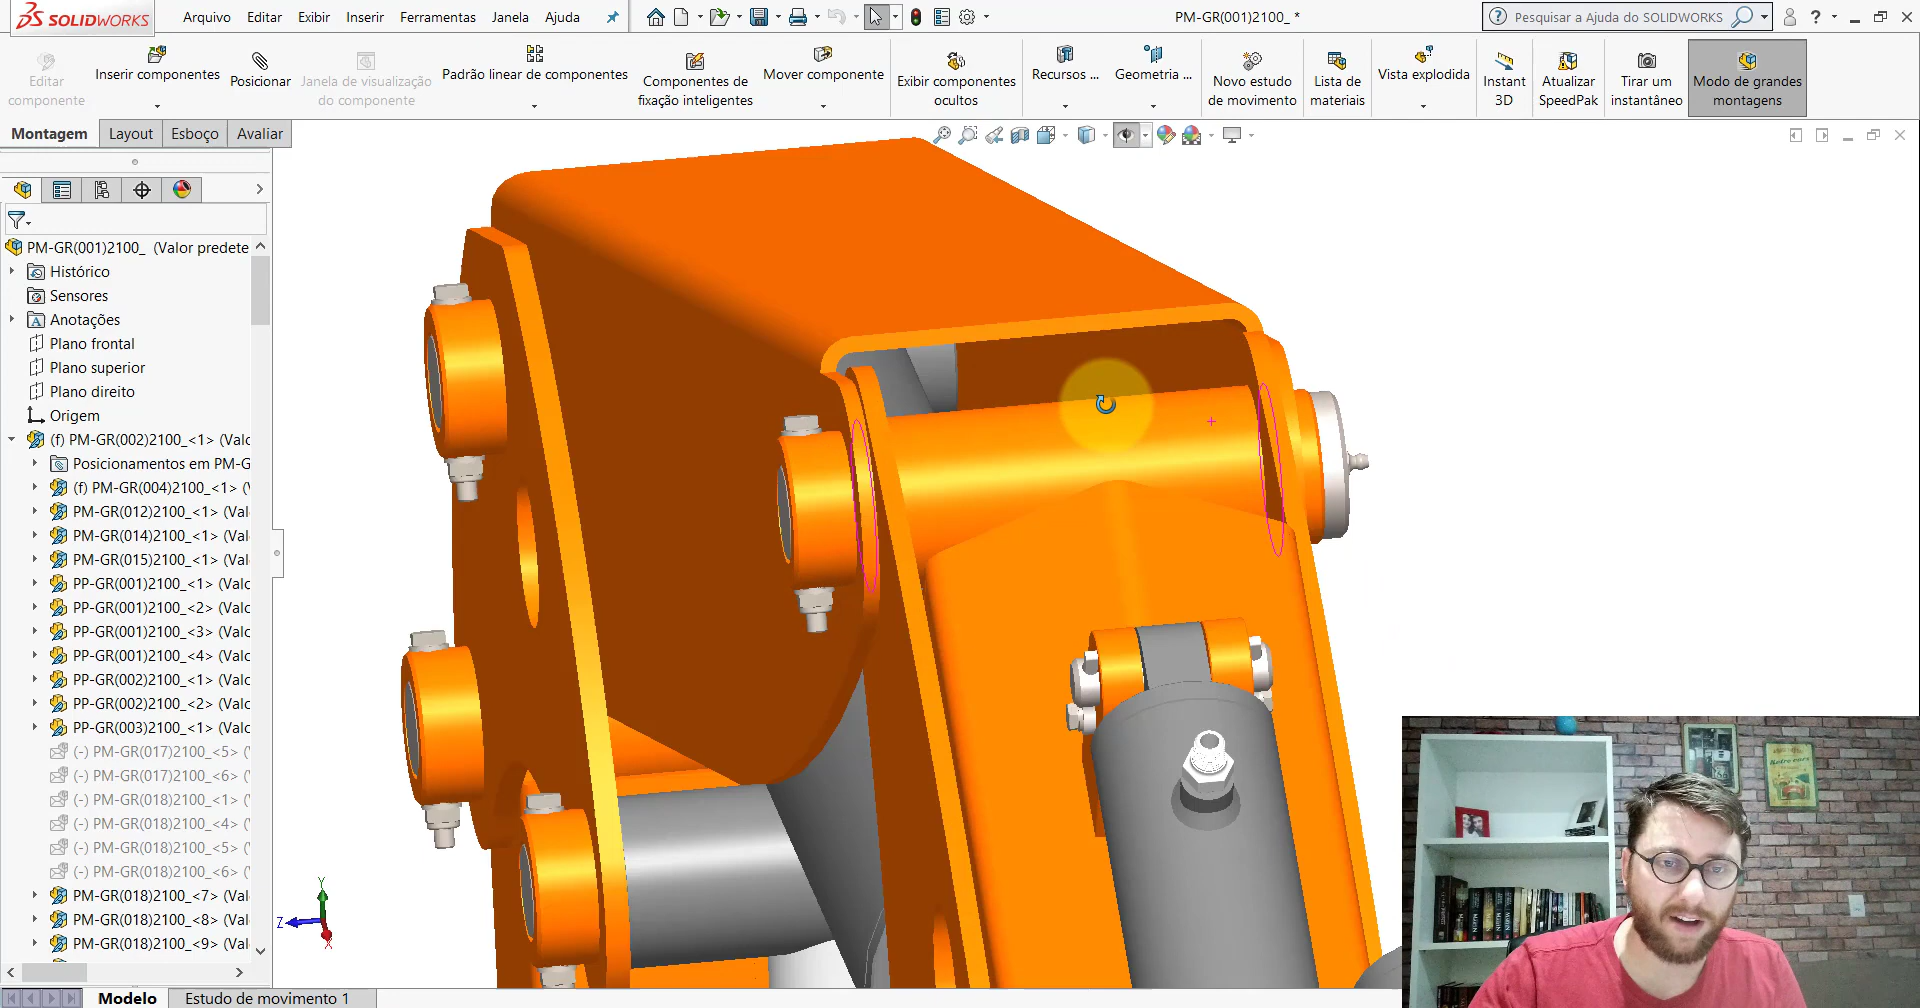 SOLIDWORKS
Arquivo Editar Exibir Inserir Ferramentas Janela Ajuda
PM-GR(001)2100_ *
Pesquisar a Ajuda do SOLIDWORKS
Editar componente
Inserir componentes
Posicionar
Janela de visualização do componente
Padrão linear de componentes
Componentes de fixação inteligentes
Mover componente
Exibir componentes ocultos
Recursos ...
Geometria ...
Novo estudo de movimento
Lista de materiais
Vista explodida
Instant 3D
Atualizar SpeedPak
Tirar um instantâneo
Modo de grandes montagens
Montagem Layout Esboço Avaliar
PM-GR(001)2100_ (Valor predete
Histórico
Sensores
Anotações
Plano frontal
Plano superior
Plano direito
Origem
(f) PM-GR(002)2100_<1> (Valc
Posicionamentos em PM-G
(f) PM-GR(004)2100_<1> (V
PM-GR(012)2100_<1> (Val
PM-GR(014)2100_<1> (Val
PM-GR(015)2100_<1> (Val
PP-GR(001)2100_<1> (Valc
PP-GR(001)2100_<2> (Valc
PP-GR(001)2100_<3> (Valc
PP-GR(001)2100_<4> (Valc
PP-GR(002)2100_<1> (Valc
PP-GR(002)2100_<2> (Valc
PP-GR(003)2100_<1> (Valc
(-) PM-GR(017)2100_<5> (V
(-) PM-GR(017)2100_<6> (V
(-) PM-GR(018)2100_<1> (V
(-) PM-GR(018)2100_<4> (V
(-) PM-GR(018)2100_<5> (V
(-) PM-GR(018)2100_<6> (V
PM-GR(018)2100_<7> (Val
PM-GR(018)2100_<8> (Val
PM-GR(018)2100_<9> (Val
Y
Z
X
Modelo Estudo de movimento 1